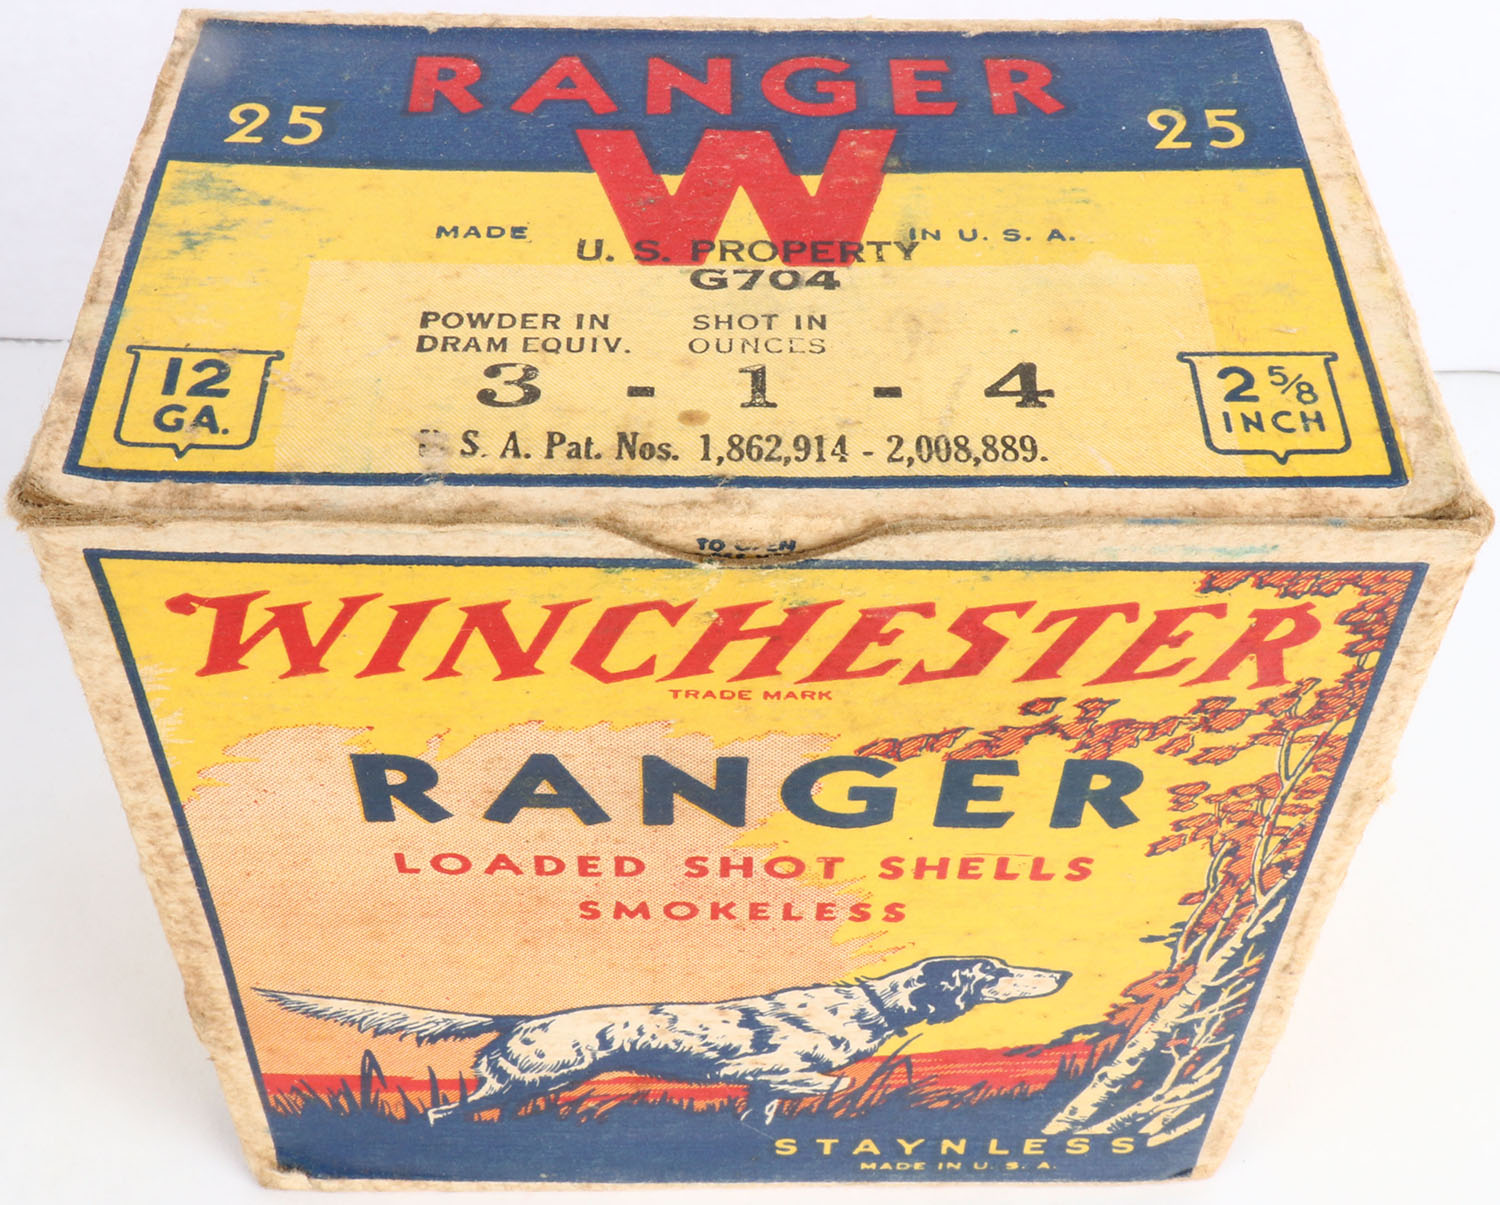 RANGER
25 W 25
MADE IN U. S. A.
U. S. PROPERTY
G704
POWDER IN SHOT IN
DRAM EQUIV. OUNCES
3 - 1 - 4
12 GA.
2 5/8 INCH
S. A. Pat. Nos. 1,862,914 - 2,008,889.
TO OPEN
WINCHESTER
TRADE MARK
RANGER
LOADED SHOT SHELLS
SMOKELESS
STAYNLESS
MADE IN U. S. A.